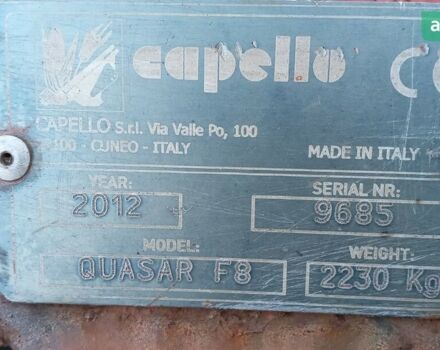 capello C
CAPELLO S.r.l. Via Valle Po, 100
100 - CUNEO - ITALY
MADE IN ITALY
YEAR: SERIAL NR:
2012 9685
MODEL: WEIGHT:
QUASAR F8 2230 Kg